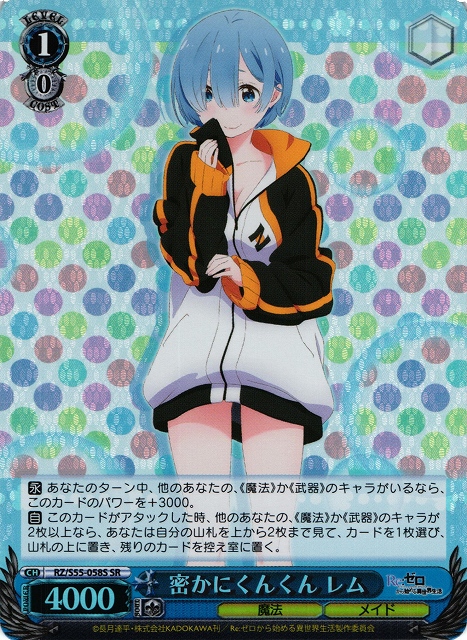 LEVEL
1
0
COST
N
永 あなたのターン中、他のあなたの、《魔法》か《武器》のキャラがいるなら、
このカードのパワーを+3000。
自 このカードがアタックした時、他のあなたの、《魔法》か《武器》のキャラが
2枚以上なら、あなたは自分の山札を上から2枚まで見て、カードを1枚選び、
山札の上に置き、残りのカードを控え室に置く。
CH RZ/S55-058S SR
POWER 4000
密かにくんくん レム
Re:ゼロ
から始める異世界生活
魔法 メイド
©長月達平・株式会社KADOKAWA刊/Re:ゼロから始める異世界生活製作委員会